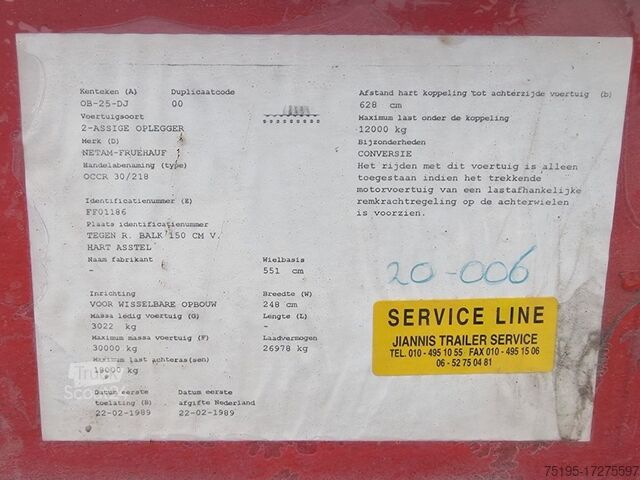 Kenteken (A) Duplicaatcode
OB-25-DJ 00
Voertuigsoort
2-ASSIGE OPLEGGER
Merk (D)
NETAM-FRUEHAUF
Handelsbenaming (type)
OCCR 30/218
Identificatienummer (E)
FF01186
Plaats identificatienummer
TEGEN R. BALK 150 CM V.
HART ASSTEL
Naam fabrikant Wielbasis
- 551 cm
Inrichting Breedte (W)
VOOR WISSELBARE OPBOUW 248 cm
Massa ledig voertuig (G) Lengte (L)
3022 kg -
Maximum massa voertuig (F) Laadvermogen
30000 kg 26978 kg
Maximum last achteras(sen)
18000 kg
Datum eerste Datum eerste
toelating (B) afgifte Nederland
22-02-1989 22-02-1989
Afstand hart koppeling tot achterzijde voertuig (b)
628 cm
Maximum last onder de koppeling
12000 kg
Bijzonderheden
CONVERSIE
Het rijden met dit voertuig is alleen
toegestaan indien het trekkende
motorvoertuig van een lastafhankelijke
remkrachtregeling op de achterwielen
is voorzien.
20-006
SERVICE LINE
JIANNIS TRAILER SERVICE
TEL. 010 - 495 10 55 FAX 010 - 495 15 06
06 - 52 75 04 81
Truck
Scout
75195-17275597